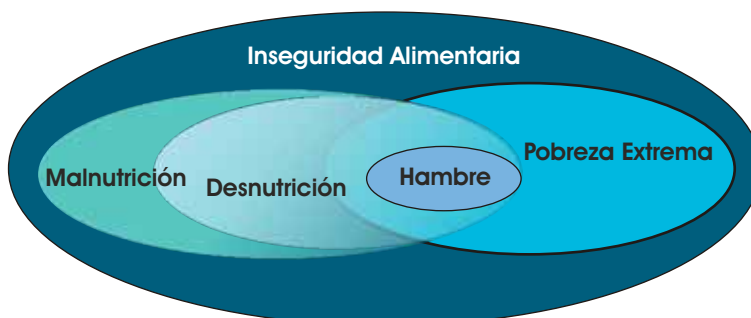 Inseguridad Alimentaria
Malnutrición
Desnutrición
Hambre
Pobreza Extrema